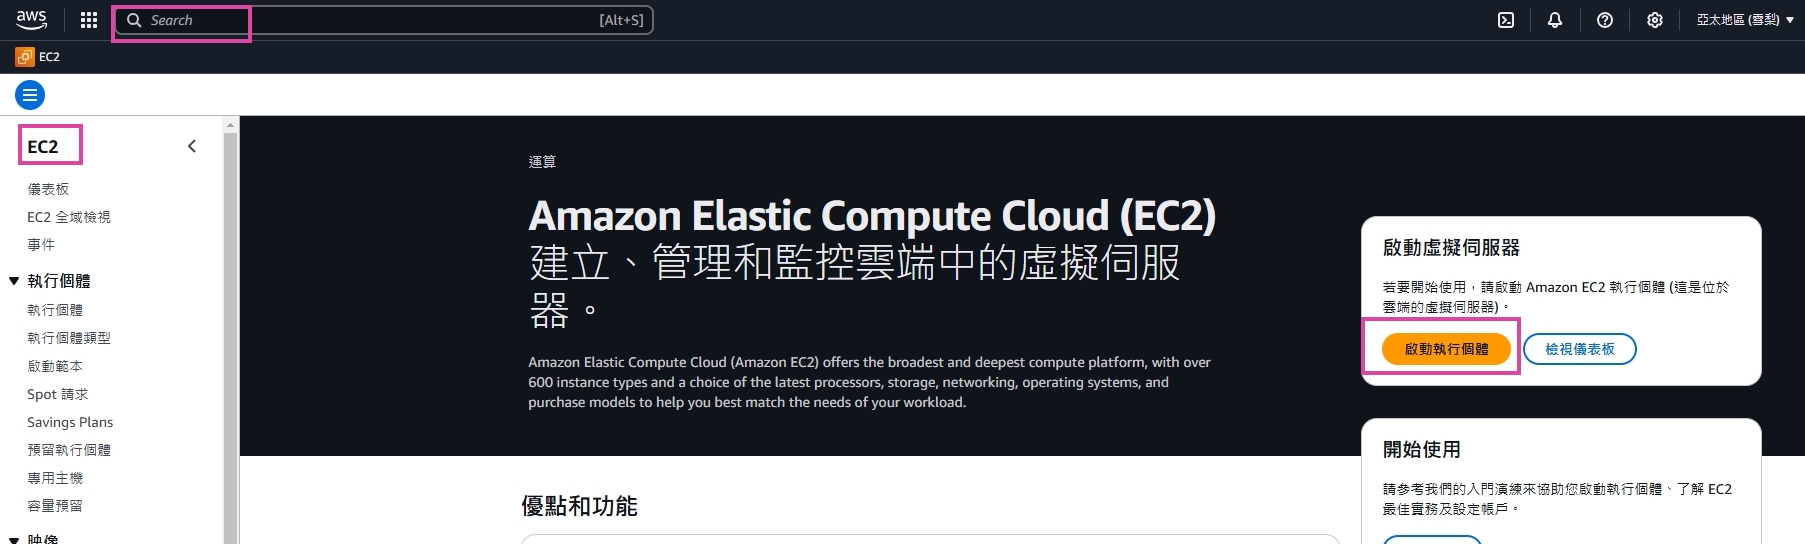 aws
Search
[Alt+S]
亞太地區 (雪梨)
EC2
EC2
儀表板
EC2 全域檢視
事件
執行個體
執行個體
執行個體類型
啟動範本
Spot 請求
Savings Plans
預留執行個體
專用主機
容量預留
映像
運算
Amazon Elastic Compute Cloud (EC2)
建立、管理和監控雲端中的虛擬伺服
器。
Amazon Elastic Compute Cloud (Amazon EC2) offers the broadest and deepest compute platform, with over
600 instance types and a choice of the latest processors, storage, networking, operating systems, and
purchase models to help you best match the needs of your workload.
優點和功能
啟動虛擬伺服器
若要開始使用，請啟動 Amazon EC2 執行個體 (這是位於
雲端的虛擬伺服器)。
啟動執行個體
檢視儀表板
開始使用
請參考我們的入門演練來協助您啟動執行個體、了解 EC2
最佳實務及設定帳戶。